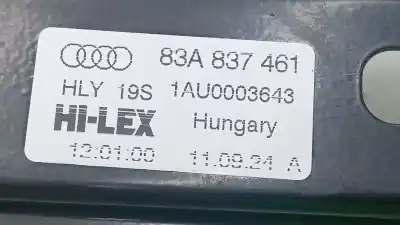 83A 837 461
HLY 19S 1AU0003643
HI-LEX Hungary
12:01:00 11.09.24 A